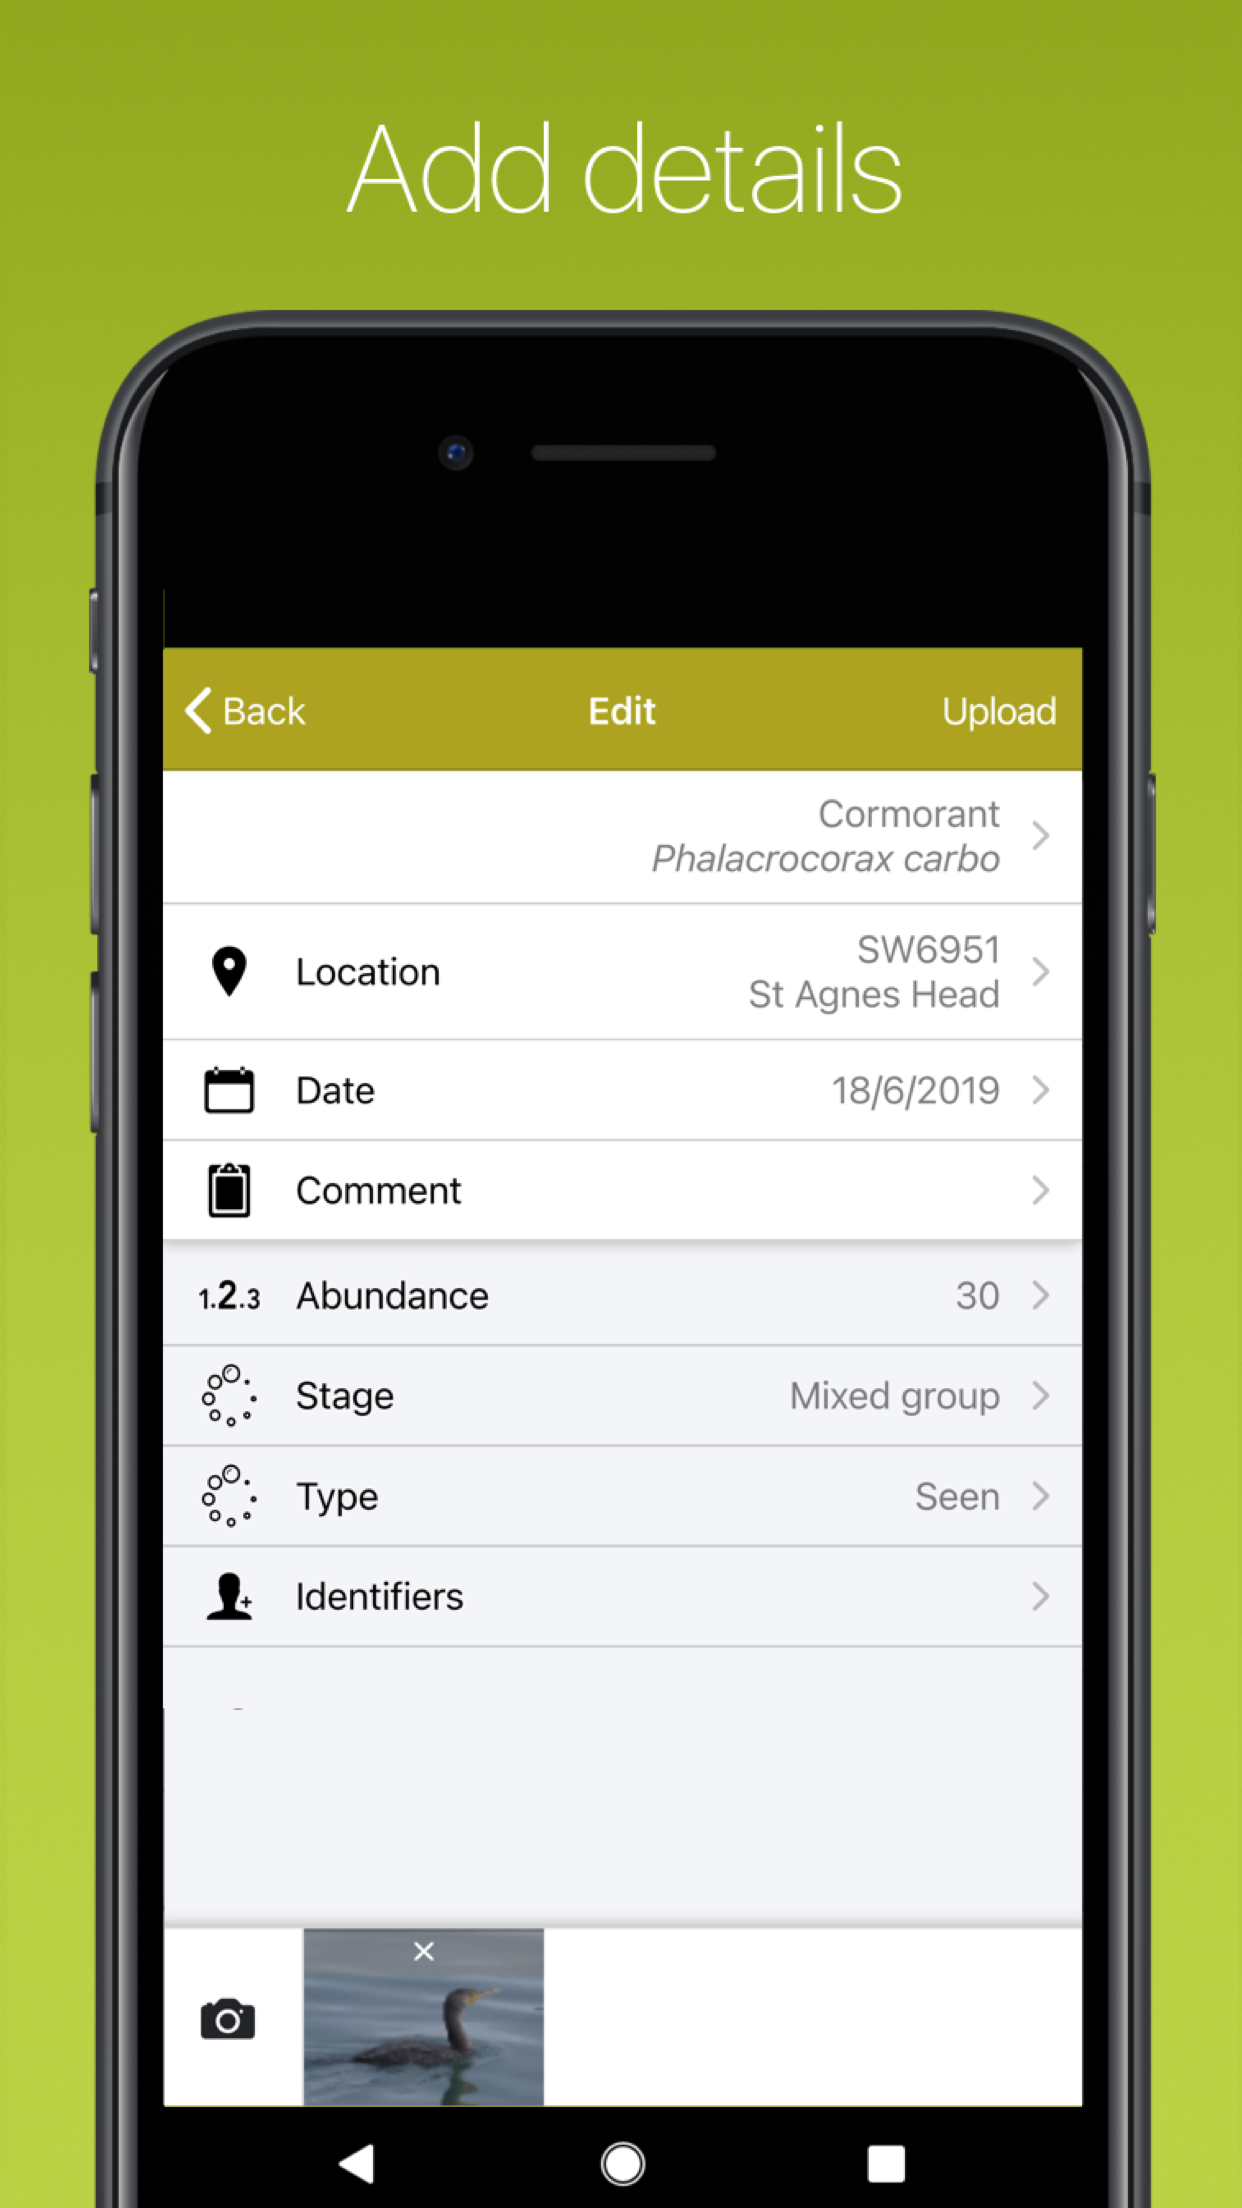 Add details
Back
Edit
Upload
Cormorant
Phalacrocorax carbo
Location
SW6951
St Agnes Head
Date
18/6/2019
Comment
1.2.3
Abundance
30
Stage
Mixed group
Type
Seen
Identifiers